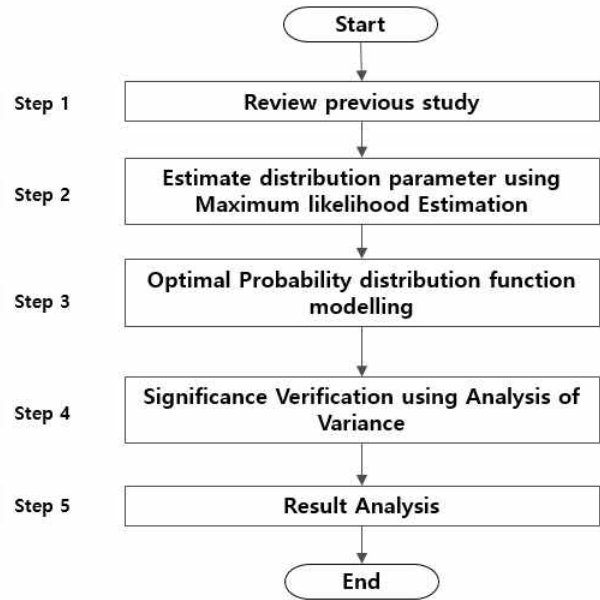 Start
Step 1
Review previous study
Step 2
Estimate distribution parameter using
Maximum likelihood Estimation
Step 3
Optimal Probability distribution function
modelling
Step 4
Significance Verification using Analysis of
Variance
Step 5
Result Analysis
End